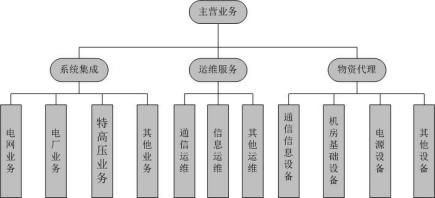 主营业务
系统集成
运维服务
物资代理
电网业务
电厂业务
特高压业务
其他业务
通信运维
信息运维
其他运维
通信信息设备
机房基础设备
电源设备
其他设备